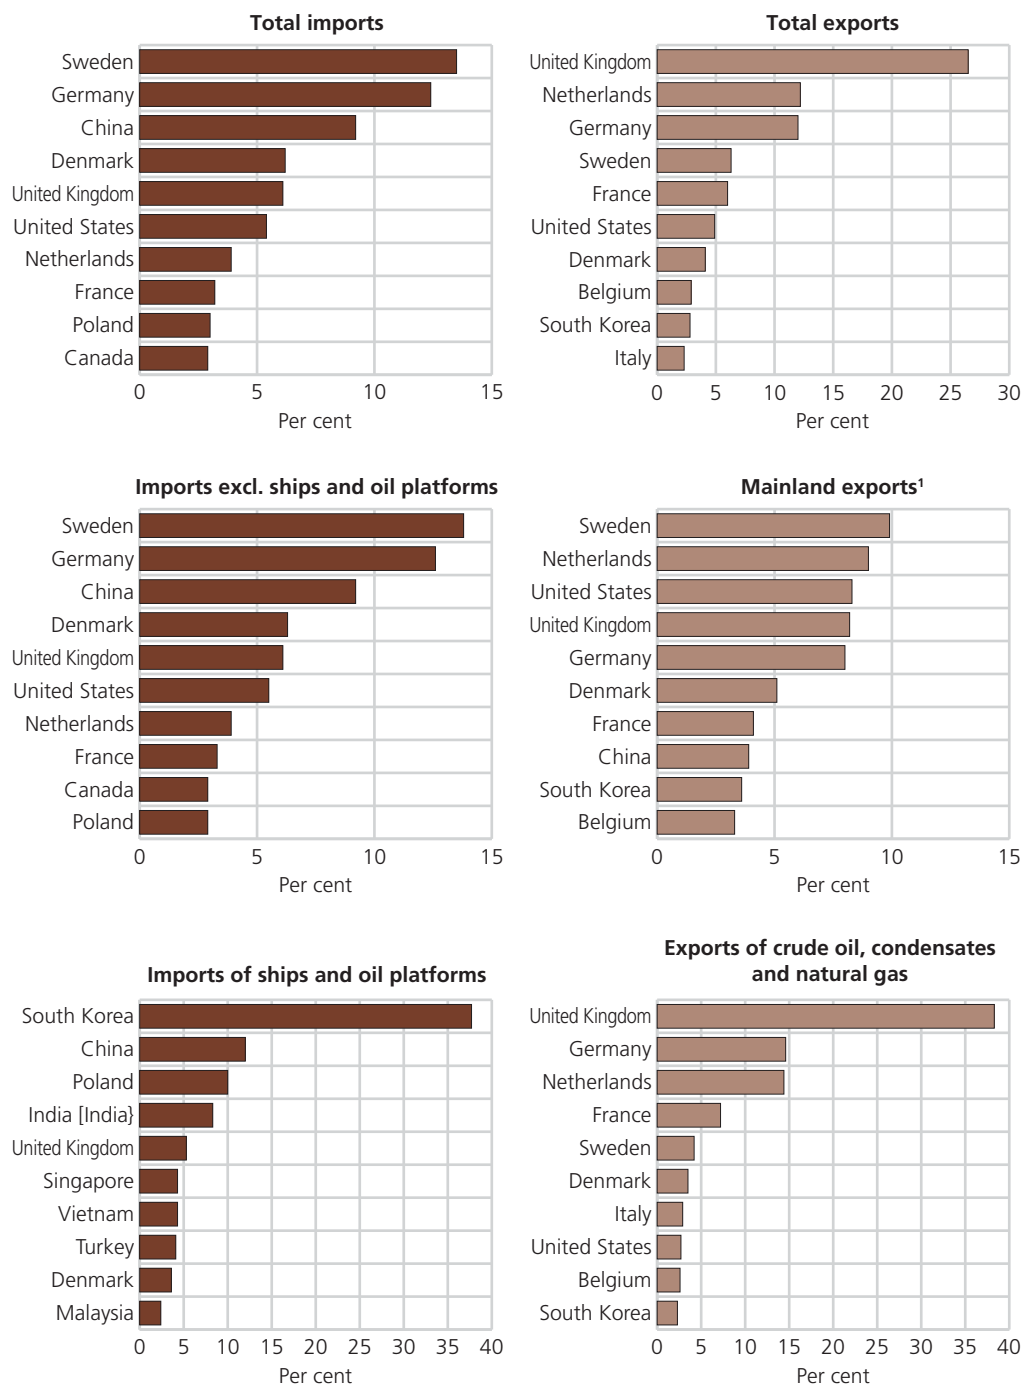 Total imports
Sweden
Germany
China
Denmark
United Kingdom
United States
Netherlands
France
Poland
Canada
0 5 10 15
Per cent
Total exports
United Kingdom
Netherlands
Germany
Sweden
France
United States
Denmark
Belgium
South Korea
Italy
0 5 10 15 20 25 30
Per cent
Imports excl. ships and oil platforms
Sweden
Germany
China
Denmark
United Kingdom
United States
Netherlands
France
Canada
Poland
0 5 10 15
Per cent
Mainland exports¹
Sweden
Netherlands
United States
United Kingdom
Germany
Denmark
France
China
South Korea
Belgium
0 5 10 15
Per cent
Imports of ships and oil platforms
South Korea
China
Poland
India [India}
United Kingdom
Singapore
Vietnam
Turkey
Denmark
Malaysia
0 5 10 15 20 25 30 35 40
Per cent
Exports of crude oil, condensates
and natural gas
United Kingdom
Germany
Netherlands
France
Sweden
Denmark
Italy
United States
Belgium
South Korea
0 5 10 15 20 25 30 35 40
Per cent